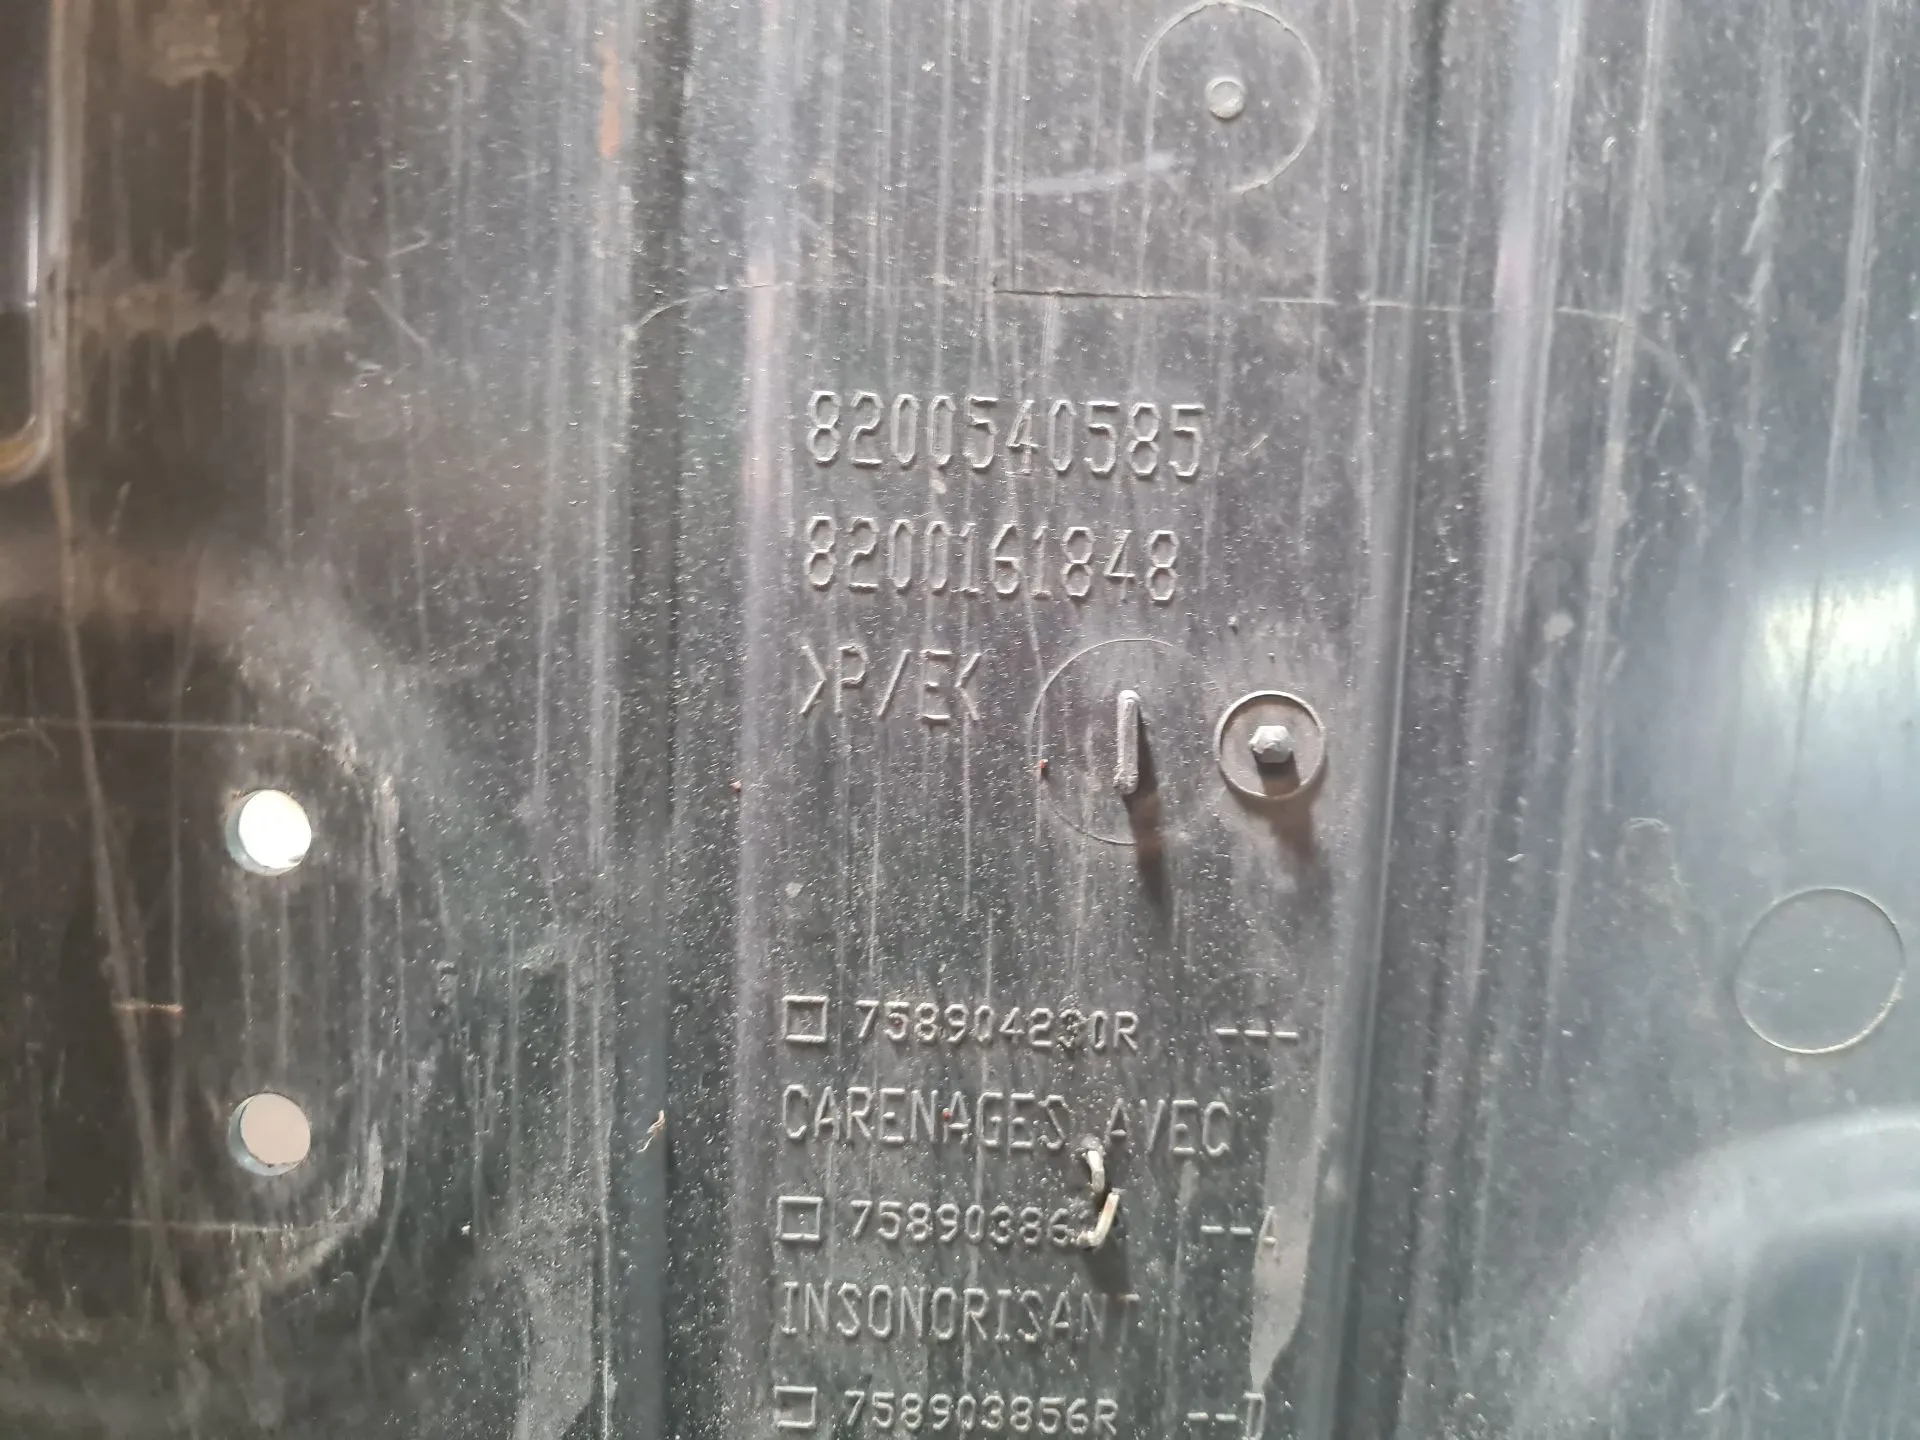 8200540585
8200161848
>P/E<
758904230R ---
CARENAGES AVEC
--A
INSONORISANT
758903856R --D